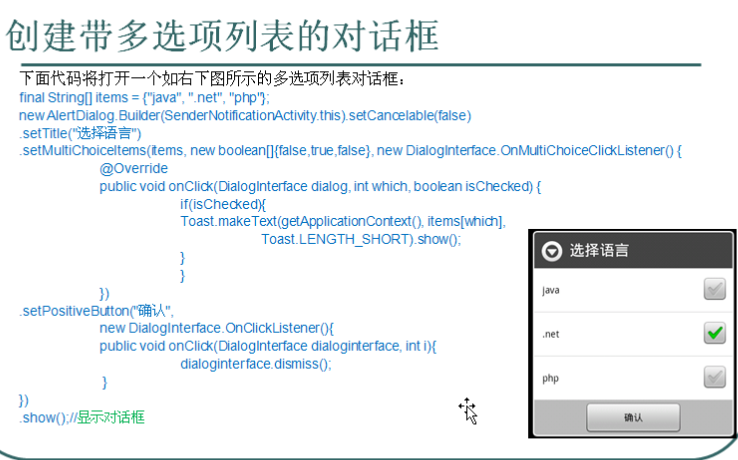 创建带多选项列表的对话框
下面代码将打开一个如右下图所示的多选项列表对话框：
final String[] items = {"java", ".net", "php"};
new AlertDialog.Builder(SenderNotificationActivity.this).setCancelable(false)
.setTitle("选择语言")
.setMultiChoiceItems(items, new boolean[]{false,true,false}, new DialogInterface.OnMultiChoiceClickListener() {
@Override
public void onClick(DialogInterface dialog, int which, boolean isChecked) {
if(isChecked){
Toast.makeText(getApplicationContext(), items[which],
Toast.LENGTH_SHORT).show();
}
}
})
.setPositiveButton("确认",
new DialogInterface.OnClickListener(){
public void onClick(DialogInterface dialoginterface, int i){
dialoginterface.dismiss();
}
})
.show();//显示对话框
选择语言
java
.net
php
确认